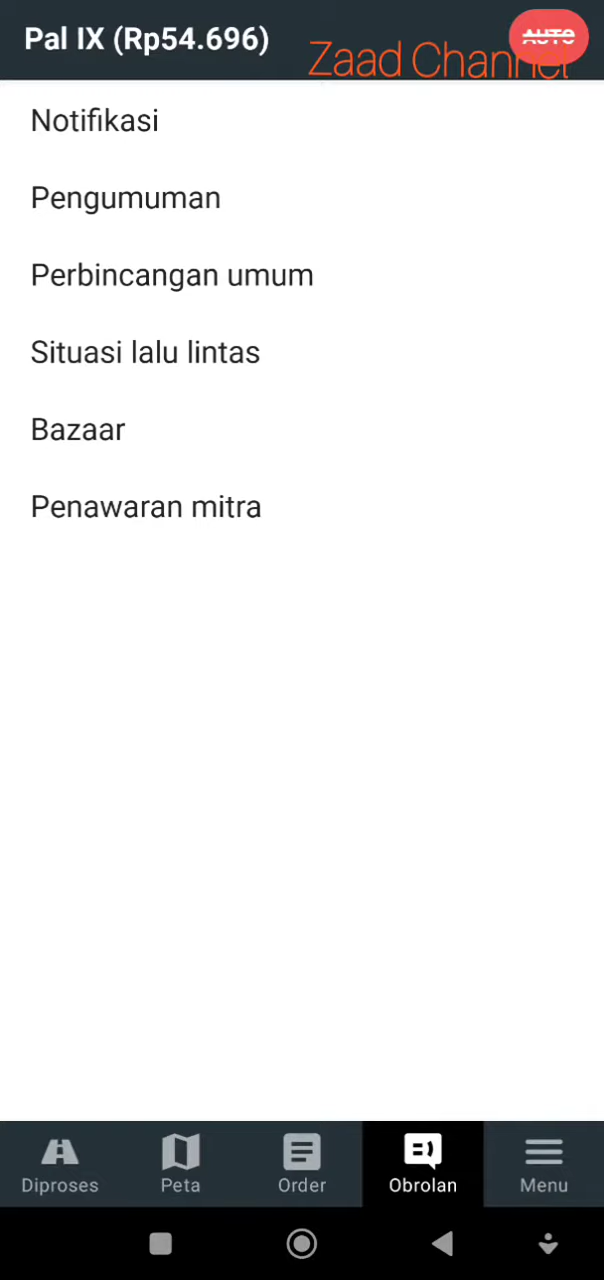 Pal IX (Rp54.696)
Zaad Channel
AUTO
Notifikasi
Pengumuman
Perbincangan umum
Situasi lalu lintas
Bazaar
Penawaran mitra
Diproses
Peta
Order
Obrolan
Menu